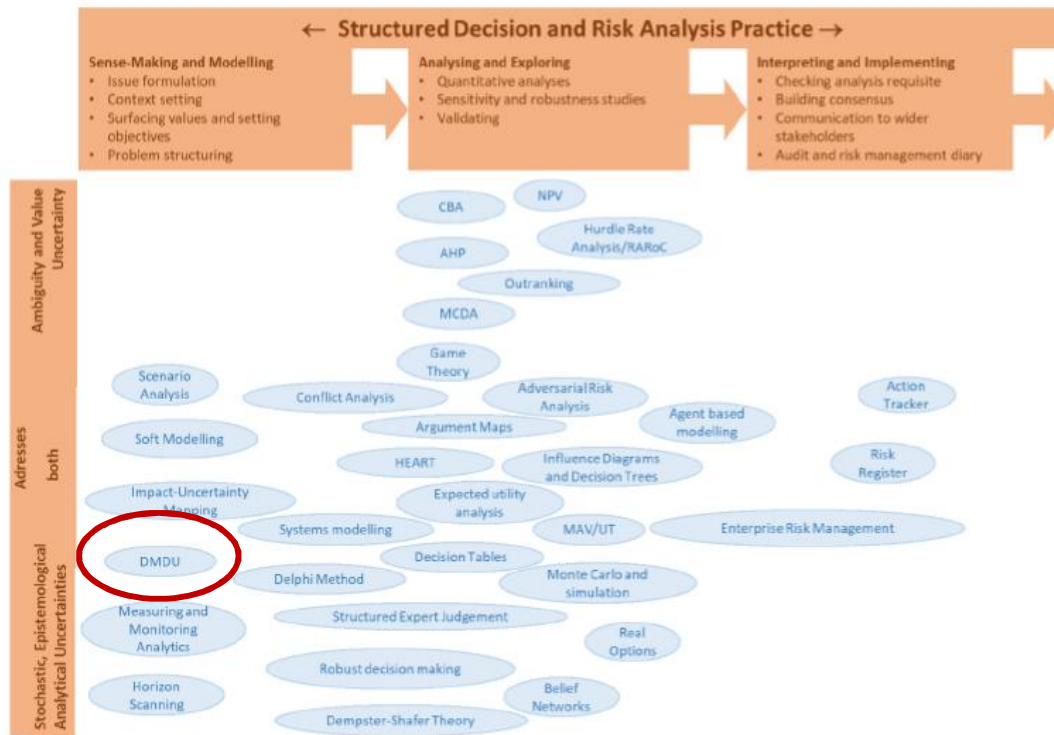 ← Structured Decision and Risk Analysis Practice →
Sense-Making and Modelling
• Issue formulation
• Context setting
• Surfacing values and setting
objectives
• Problem structuring
Analysing and Exploring
• Quantitative analyses
• Sensitivity and robustness studies
• Validating
Interpreting and Implementing
• Checking analysis requisite
• Building consensus
• Communication to wider
stakeholders
• Audit and risk management diary
Ambiguity and Value
Uncertainty
Adresses
both
Stochastic, Epistemological
Analytical Uncertainties
CBA
NPV
Hurdle Rate
Analysis/RARoC
AHP
Outranking
MCDA
Game
Theory
Scenario
Analysis
Conflict Analysis
Adversarial Risk
Analysis
Action
Tracker
Argument Maps
Agent based
modelling
Soft Modelling
HEART
Influence Diagrams
and Decision Trees
Risk
Register
Impact-Uncertainty
Mapping
Expected utility
analysis
Systems modelling
MAV/UT
Enterprise Risk Management
DMDU
Decision Tables
Delphi Method
Monte Carlo and
simulation
Measuring and
Monitoring
Analytics
Structured Expert Judgement
Real
Options
Robust decision making
Horizon
Scanning
Belief
Networks
Dempster-Shafer Theory